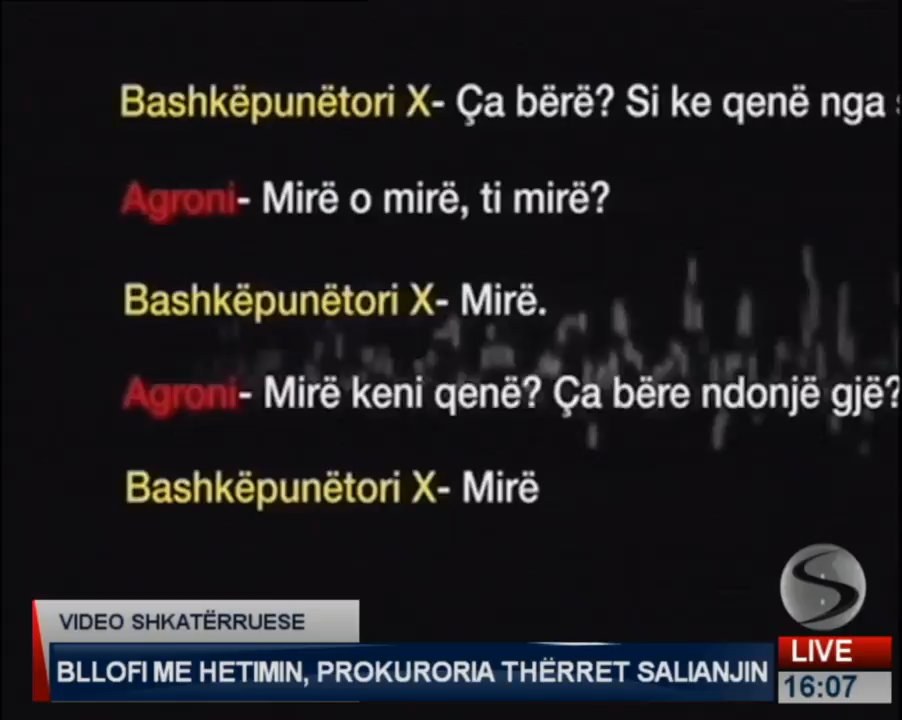 Bashkëpunëtori X- Ça bërë? Si ke qenë nga
Agroni- Mirë o mirë, ti mirë?
Bashkëpunëtori X- Mirë.
Agroni- Mirë keni qenë? Ça bëre ndonjë gjë?
Bashkëpunëtori X- Mirë
VIDEO SHKATËRRUESE
BLLOFI ME HETIMIN, PROKURORIA THËRRET SALIANJIN
LIVE
16:07